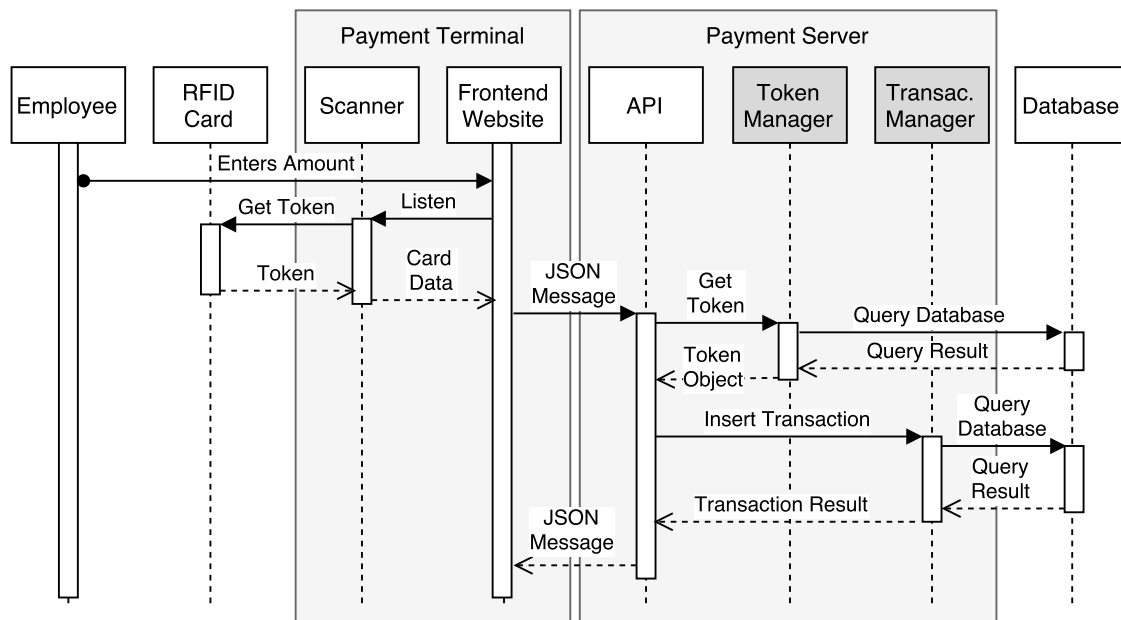 Payment Terminal
Payment Server
Employee
RFID
Card
Scanner
Frontend
Website
API
Token
Manager
Transac.
Manager
Database
Enters Amount
Listen
Get Token
Token
Card
Data
JSON
Message
Get
Token
Query Database
Query Result
Token
Object
Insert Transaction
Query
Database
Query
Result
Transaction Result
JSON
Message